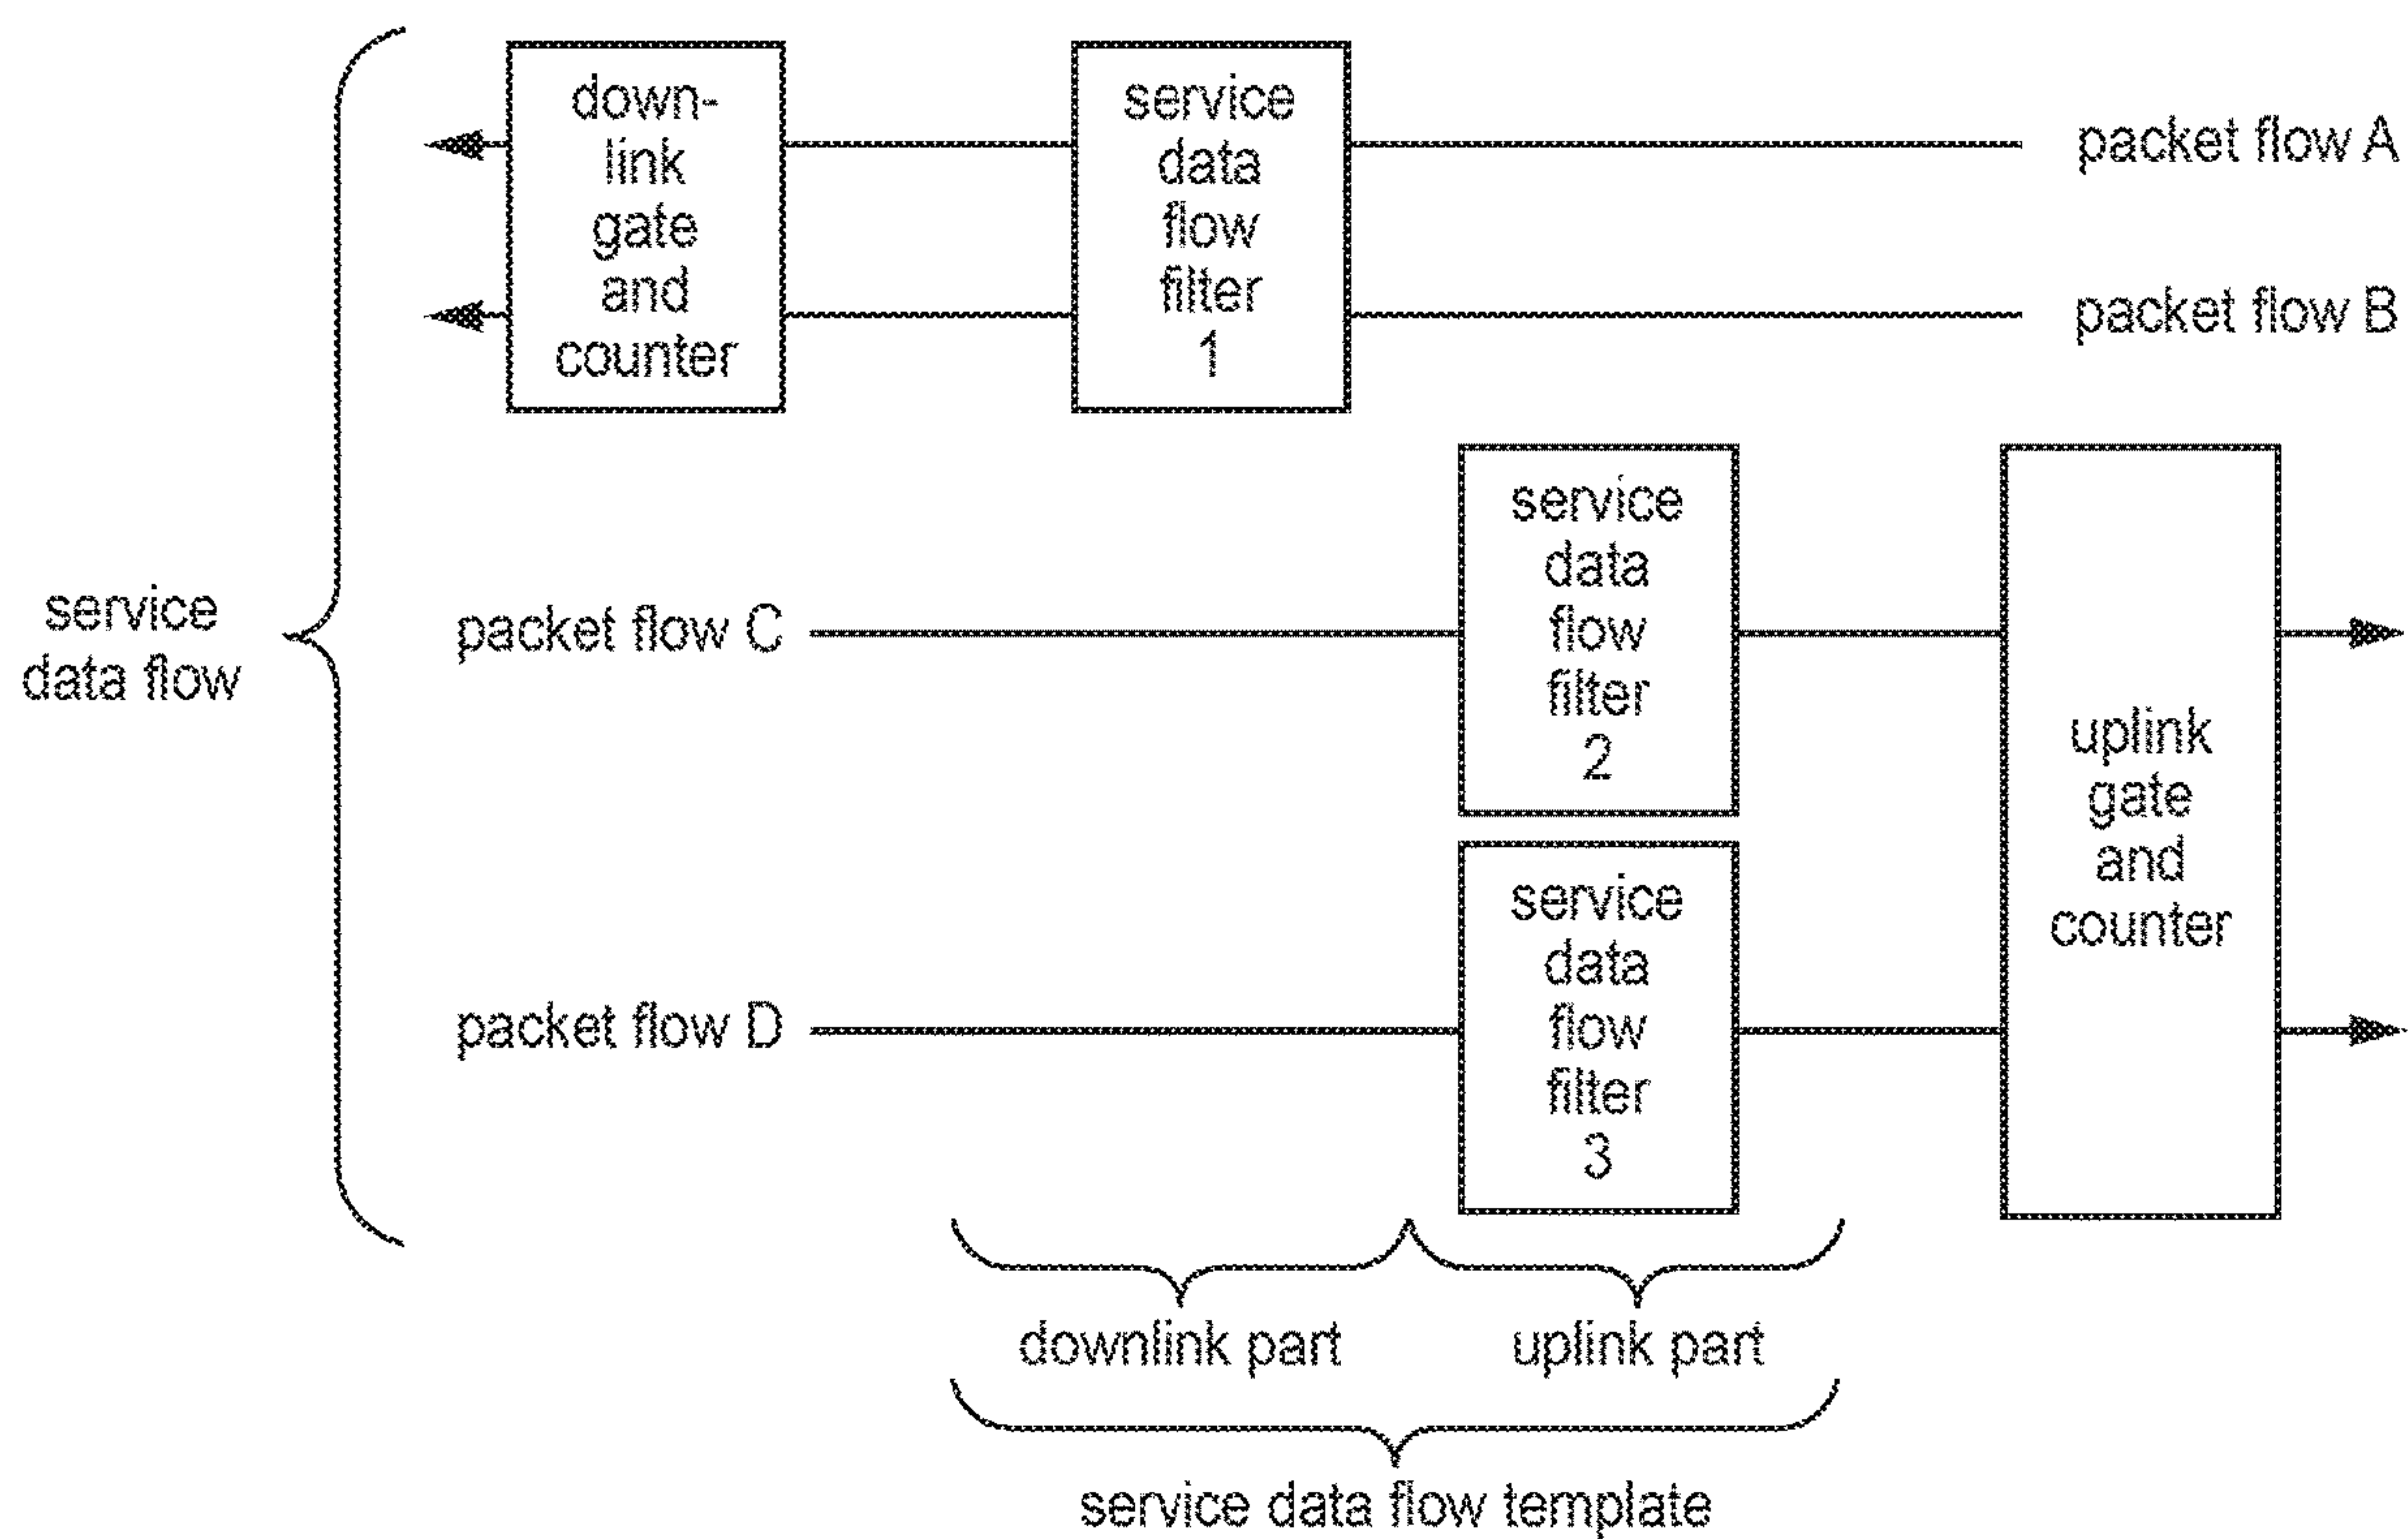 down-
link
gate
and
counter
service
data
flow
filter
1
packet flow A
packet flow B
service
data flow
packet flow C
service
data
flow
filter
2
uplink
gate
and
counter
packet flow D
service
data
flow
filter
3
downlink part
uplink part
service data flow template